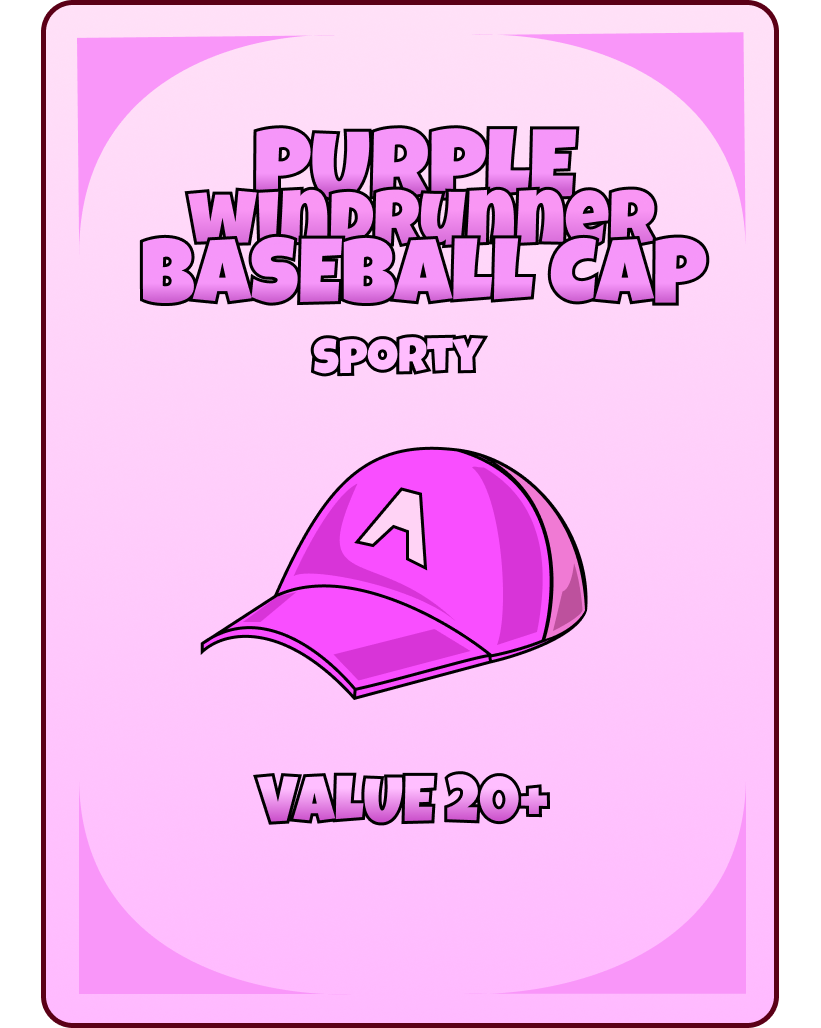 PURPLE
winDRunneR
BASEBALL CAP
SPORTY
A
VALUE 20+